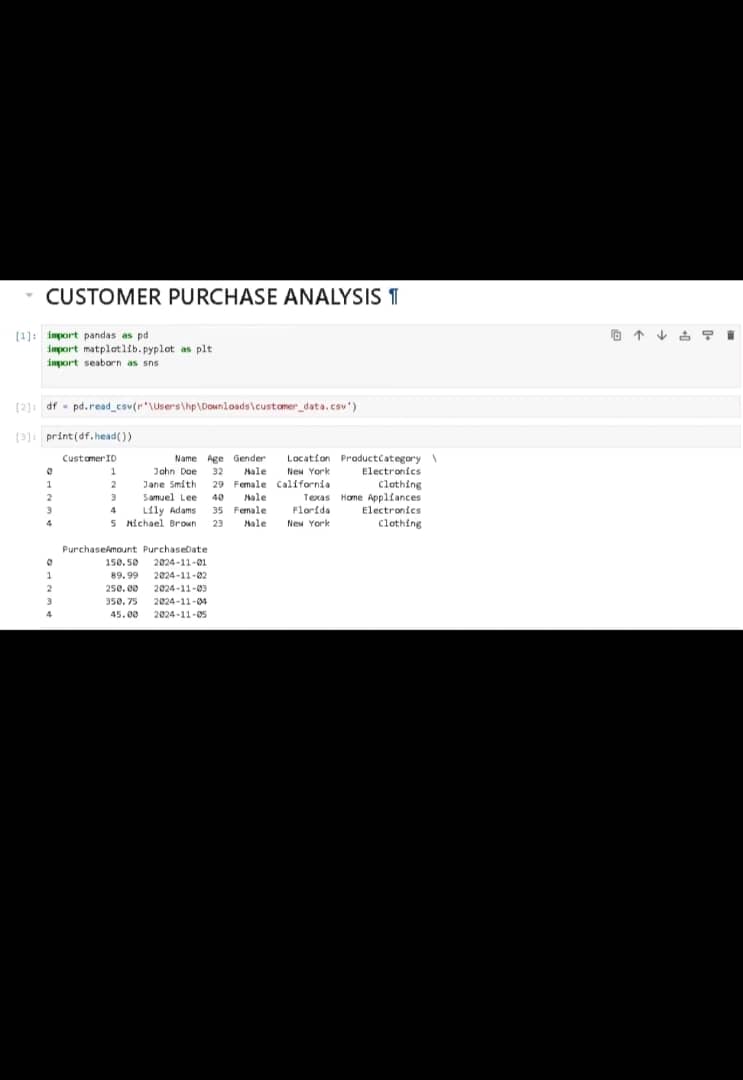 CUSTOMER PURCHASE ANALYSIS ¶
[1]: import pandas as pd
import matplotlib.pyplot as plt
import seaborn as sns
[2]: df = pd.read_csv(r'\Users\hp\Downloads\customer_data.csv')
[3]: print(df.head())
CustomerID Name Age Gender Location ProductCategory \
0 1 John Doe 32 Male New York Electronics
1 2 Jane Smith 29 Female California Clothing
2 3 Samuel Lee 40 Male Texas Home Appliances
3 4 Lily Adams 35 Female Florida Electronics
4 5 Michael Brown 23 Male New York Clothing
PurchaseAmount PurchaseDate
0 150.50 2024-11-01
1 89.99 2024-11-02
2 250.00 2024-11-03
3 350.75 2024-11-04
4 45.00 2024-11-05